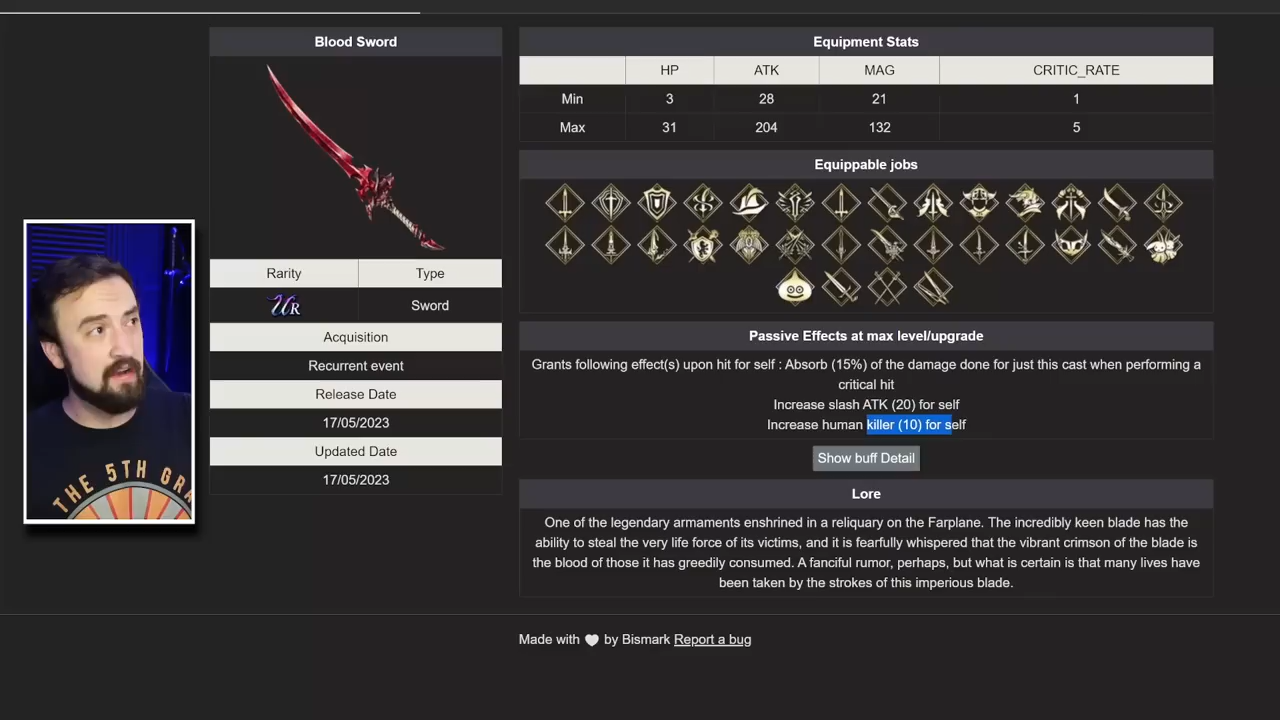 Blood Sword
Rarity
Type
UR
Sword
Acquisition
Recurrent event
Release Date
17/05/2023
Updated Date
17/05/2023
Equipment Stats
HP ATK MAG CRITIC_RATE
Min 3 28 21 1
Max 31 204 132 5
Equippable jobs
Passive Effects at max level/upgrade
Grants following effect(s) upon hit for self : Absorb (15%) of the damage done for just this cast when performing a
critical hit
Increase slash ATK (20) for self
Increase human killer (10) for self
Show buff Detail
Lore
One of the legendary armaments enshrined in a reliquary on the Farplane. The incredibly keen blade has the
ability to steal the very life force of its victims, and it is fearfully whispered that the vibrant crimson of the blade is
the blood of those it has greedily consumed. A fanciful rumor, perhaps, but what is certain is that many lives have
been taken by the strokes of this imperious blade.
Made with by Bismark Report a bug
THE 5TH GRA